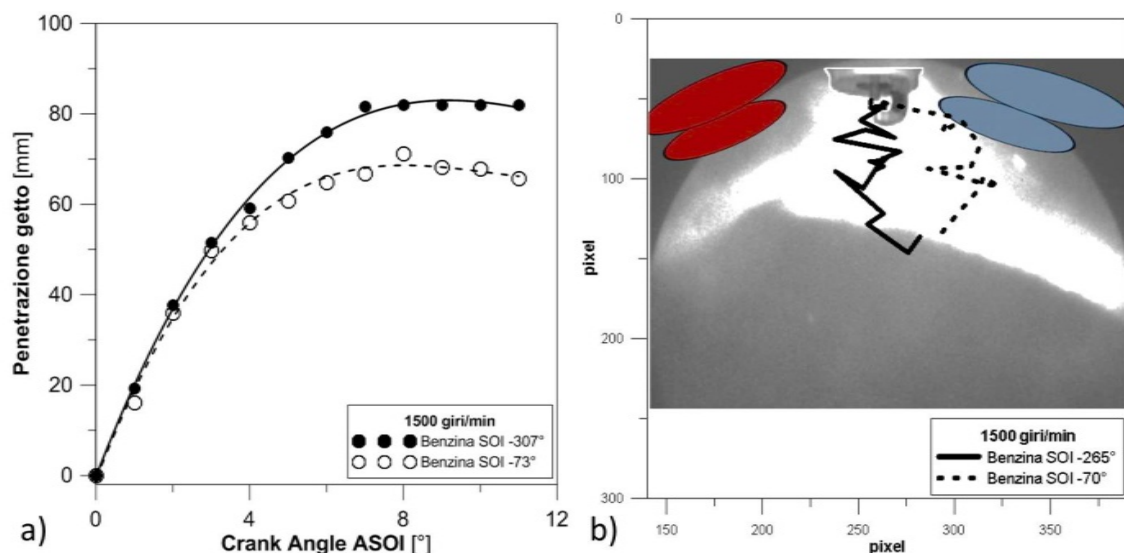 100
80
60
40
20
0
Penetrazione getto [mm]
1500 giri/min
Benzina SOI -307°
Benzina SOI -73°
0 4 8 12
Crank Angle ASOI [°]
a)
0
100
200
300
pixel
1500 giri/min
Benzina SOI -265°
Benzina SOI -70°
150 200 250 300 350
pixel
b)